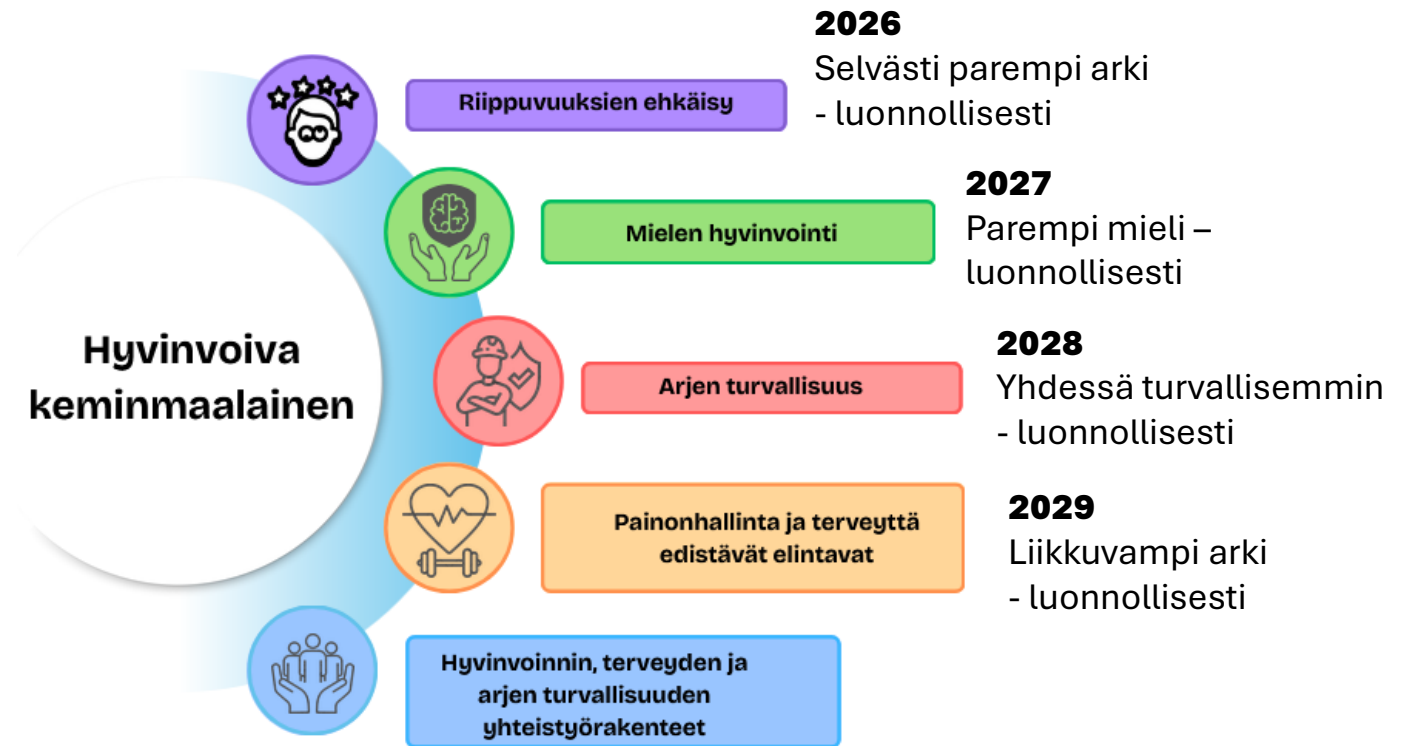 Hyvinvoiva
keminmaalainen
Riippuvuuksien ehkäisy
2026
Selvästi parempi arki
- luonnollisesti
Mielen hyvinvointi
2027
Parempi mieli –
luonnollisesti
Arjen turvallisuus
2028
Yhdessä turvallisemmin
- luonnollisesti
Painonhallinta ja terveyttä
edistävät elintavat
2029
Liikkuvampi arki
- luonnollisesti
Hyvinvoinnin, terveyden ja
arjen turvallisuuden
yhteistyörakenteet